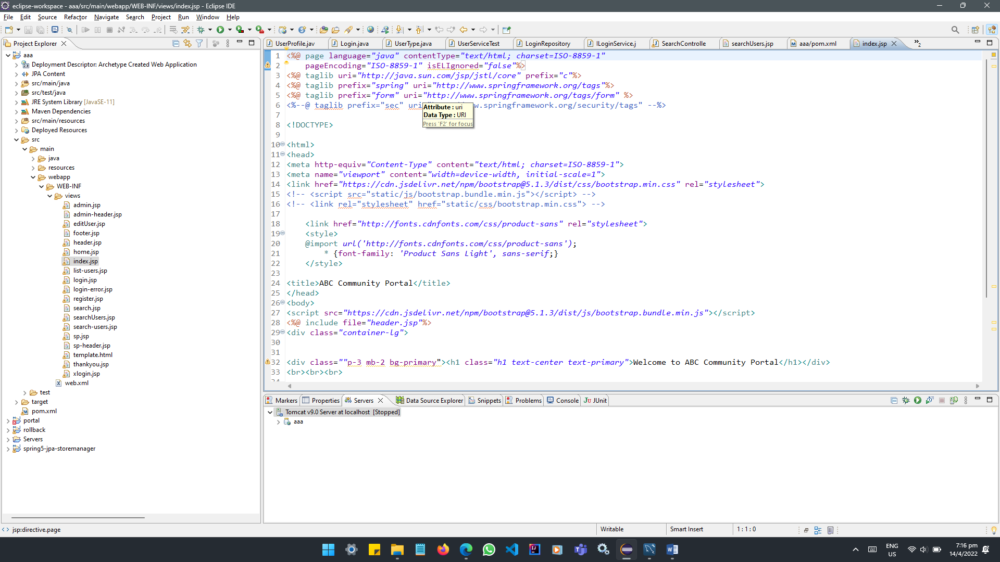 eclipse-workspace - aaa/src/main/webapp/WEB-INF/views/index.jsp - Eclipse IDE
File Edit Source Refactor Navigate Search Project Run Window Help
Project Explorer
aaa
Deployment Descriptor: Archetype Created Web Application
JPA Content
src/main/java
src/test/java
JRE System Library [JavaSE-11]
Maven Dependencies
src/main/resources
Deployed Resources
src
main
java
resources
webapp
WEB-INF
views
admin.jsp
admin-header.jsp
editUser.jsp
footer.jsp
header.jsp
home.jsp
index.jsp
list-users.jsp
login.jsp
login-error.jsp
register.jsp
search.jsp
searchUsers.jsp
search-users.jsp
sp.jsp
sp-header.jsp
template.html
thankyou.jsp
xlogin.jsp
web.xml
test
target
pom.xml
portal
rollback
Servers
spring5-jpa-storemanager
UserProfile.jav Login.java UserType.java UserServiceTest LoginRepository ILoginService.j SearchControlle searchUsers.jsp aaa/pom.xml index.jsp »2
1 <%@ page language="java" contentType="text/html; charset=ISO-8859-1"
2 pageEncoding="ISO-8859-1" isELIgnored="false"%>
3 <%@ taglib uri="http://java.sun.com/jsp/jstl/core" prefix="c"%>
4 <%@ taglib prefix="spring" uri="http://www.springframework.org/tags"%>
5 <%@ taglib prefix="form" uri="http://www.springframework.org/tags/form" %>
6 <%--@ taglib prefix="sec" uri w.springframework.org/security/tags" --%>
Attribute : uri
Data Type : URI
Press 'F2' for focus
7
8 <!DOCTYPE>
9
10 <html>
11 <head>
12 <meta http-equiv="Content-Type" content="text/html; charset=ISO-8859-1">
13 <meta name="viewport" content="width=device-width, initial-scale=1">
14 <link href="https://cdn.jsdelivr.net/npm/bootstrap@5.1.3/dist/css/bootstrap.min.css" rel="stylesheet">
15 <!-- <script src="static/js/bootstrap.bundle.min.js"></script> -->
16 <!-- <link rel="stylesheet" href="static/css/bootstrap.min.css"> -->
17
18 <link href="http://fonts.cdnfonts.com/css/product-sans" rel="stylesheet">
19 <style>
20 @import url('http://fonts.cdnfonts.com/css/product-sans');
21 * {font-family: 'Product Sans Light', sans-serif;}
22 </style>
23
24 <title>ABC Community Portal</title>
25 </head>
26 <body>
27 <script src="https://cdn.jsdelivr.net/npm/bootstrap@5.1.3/dist/js/bootstrap.bundle.min.js"></script>
28 <%@ include file="header.jsp"%>
29 <div class="container-lg">
30
31
32 <div class=""p-3 mb-2 bg-primary"><h1 class="h1 text-center text-primary">Welcome to ABC Community Portal</h1></div>
33 <br><br><br>
Markers Properties Servers Data Source Explorer Snippets Problems Console JUnit
Tomcat v9.0 Server at localhost [Stopped]
aaa
jsp:directive.page
Writable
Smart Insert
1 : 1 : 0
ENG
US
7:16 pm
14/4/2022